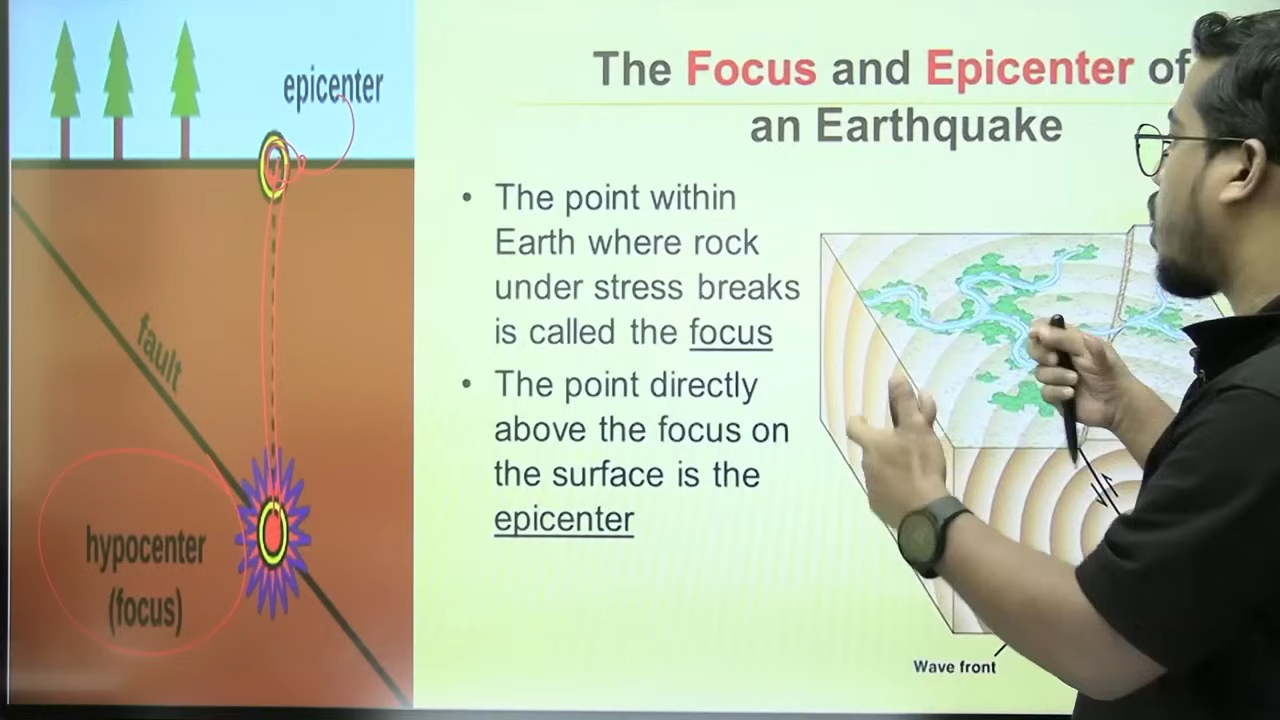 epicenter
fault
hypocenter
(focus)
The Focus and Epicenter of
an Earthquake
• The point within
Earth where rock
under stress breaks
is called the focus
• The point directly
above the focus on
the surface is the
epicenter
Wave front